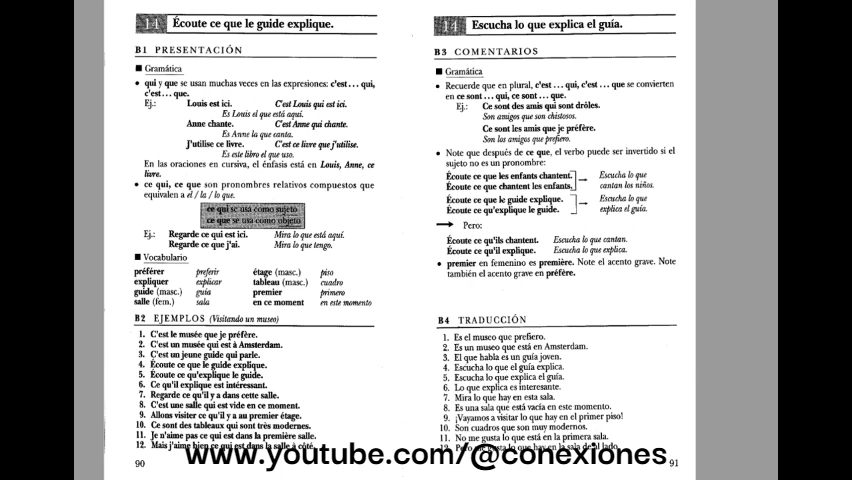 14 Écoute ce que le guide explique.
B1 PRESENTACIÓN
■ Gramática
• qui y que se usan muchas veces en las expresiones: c'est... qui,
c'est... que.
Ej.: Louis est ici. C'est Louis qui est ici.
Es Louis el que está aquí.
Anne chante. C'est Anne qui chante.
Es Anne la que canta.
J'utilise ce livre. C'est ce livre que j'utilise.
Es este libro el que uso.
En las oraciones en cursiva, el énfasis está en Louis, Anne, ce
livre.
• ce qui, ce que son pronombres relativos compuestos que
equivalen a el / la / lo que.
ce qui se usa como sujeto
ce que se usa como objeto
Ej.: Regarde ce qui est ici. Mira lo que está aquí.
Regarde ce que j'ai. Mira lo que tengo.
■ Vocabulario
préférer preferir étage (masc.) piso
expliquer explicar tableau (masc.) cuadro
guide (masc.) guía premier primero
salle (fem.) sala en ce moment en este momento
B2 EJEMPLOS (Visitando un museo)
1. C'est le musée que je préfère.
2. C'est un musée qui est à Amsterdam.
3. C'est un jeune guide qui parle.
4. Écoute ce que le guide explique.
5. Écoute ce qu'explique le guide.
6. Ce qu'il explique est intéressant.
7. Regarde ce qu'il y a dans cette salle.
8. C'est une salle qui est vide en ce moment.
9. Allons visiter ce qu'il y a au premier étage.
10. Ce sont des tableaux qui sont très modernes.
11. Je n'aime pas ce qui est dans la première salle.
12. Mais j'aime bien ce qui est dans la salle à côté.
90
14 Escucha lo que explica el guía.
B3 COMENTARIOS
■ Gramática
• Recuerde que en plural, c'est... qui, c'est... que se convierten
en ce sont... qui, ce sont... que.
Ej.: Ce sont des amis qui sont drôles.
Son amigos que son chistosos.
Ce sont les amis que je préfère.
Son los amigos que prefiero.
• Note que después de ce que, el verbo puede ser invertido si el
sujeto no es un pronombre:
Écoute ce que les enfants chantent. → Escucha lo que
Écoute ce que chantent les enfants. cantan los niños.
Écoute ce que le guide explique. → Escucha lo que
Écoute ce qu'explique le guide. explica el guía.
→ Pero:
Écoute ce qu'ils chantent. Escucha lo que cantan.
Écoute ce qu'il explique. Escucha lo que explica.
• premier en femenino es première. Note el acento grave. Note
también el acento grave en préfère.
B4 TRADUCCIÓN
1. Es el museo que prefiero.
2. Es un museo que está en Amsterdam.
3. El que habla es un guía joven.
4. Escucha lo que el guía explica.
5. Escucha lo que explica el guía.
6. Lo que explica es interesante.
7. Mira lo que hay en esta sala.
8. Es una sala que está vacía en este momento.
9. ¡Vayamos a visitar lo que hay en el primer piso!
10. Son cuadros que son muy modernos.
11. No me gusta lo que está en la primera sala.
12. Pero me gusta lo que hay en la sala de al lado.
91
www.youtube.com/@conexiones